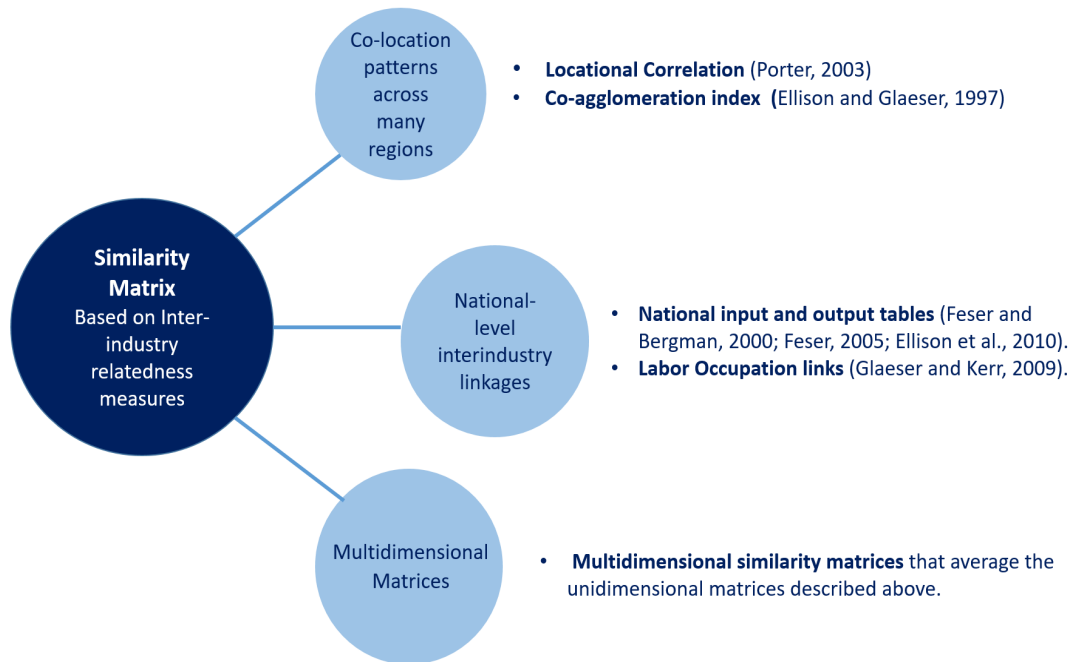 Co-location
patterns
across
many
regions
• Locational Correlation (Porter, 2003)
• Co-agglomeration index (Ellison and Glaeser, 1997)
Similarity
Matrix
Based on Inter-
industry
relatedness
measures
National-
level
interindustry
linkages
• National input and output tables (Feser and
Bergman, 2000; Feser, 2005; Ellison et al., 2010).
• Labor Occupation links (Glaeser and Kerr, 2009).
Multidimensional
Matrices
• Multidimensional similarity matrices that average the
unidimensional matrices described above.